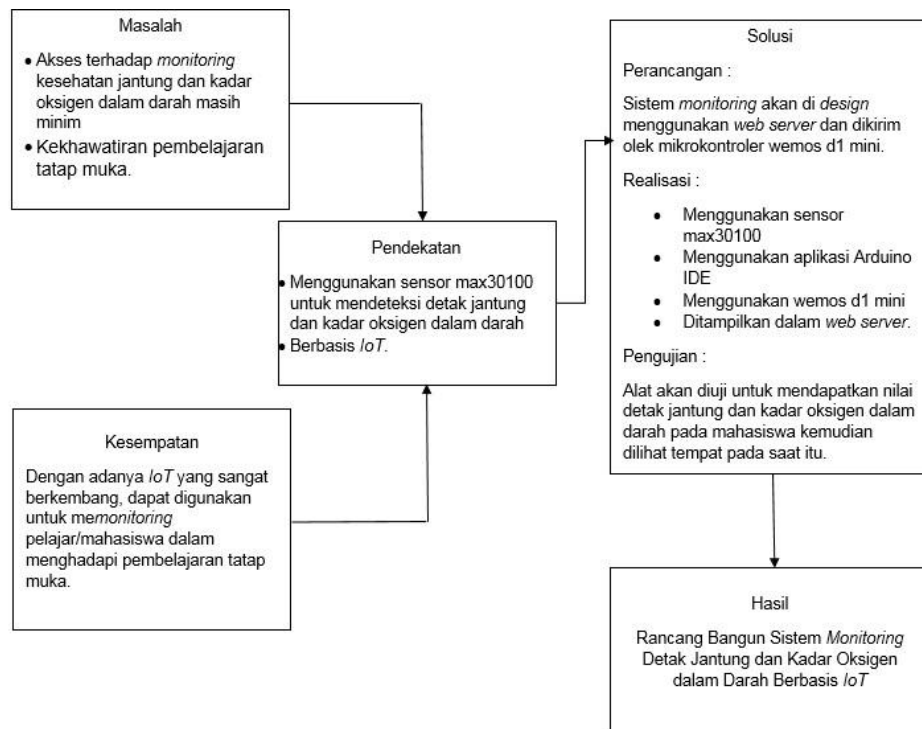 Masalah
• Akses terhadap monitoring
kesehatan jantung dan kadar
oksigen dalam darah masih
minim
• Kekhawatiran pembelajaran
tatap muka.
Kesempatan
Dengan adanya IoT yang sangat
berkembang, dapat digunakan
untuk memonitoring
pelajar/mahasiswa dalam
menghadapi pembelajaran tatap
muka.
Pendekatan
• Menggunakan sensor max30100
untuk mendeteksi detak jantung
dan kadar oksigen dalam darah
• Berbasis IoT.
Solusi
Perancangan :
Sistem monitoring akan di design
menggunakan web server dan dikirim
olek mikrokontroler wemos d1 mini.
Realisasi :
• Menggunakan sensor
max30100
• Menggunakan aplikasi Arduino
IDE
• Menggunakan wemos d1 mini
• Ditampilkan dalam web server.
Pengujian :
Alat akan diuji untuk mendapatkan nilai
detak jantung dan kadar oksigen dalam
darah pada mahasiswa kemudian
dilihat tempat pada saat itu.
Hasil
Rancang Bangun Sistem Monitoring
Detak Jantung dan Kadar Oksigen
dalam Darah Berbasis IoT